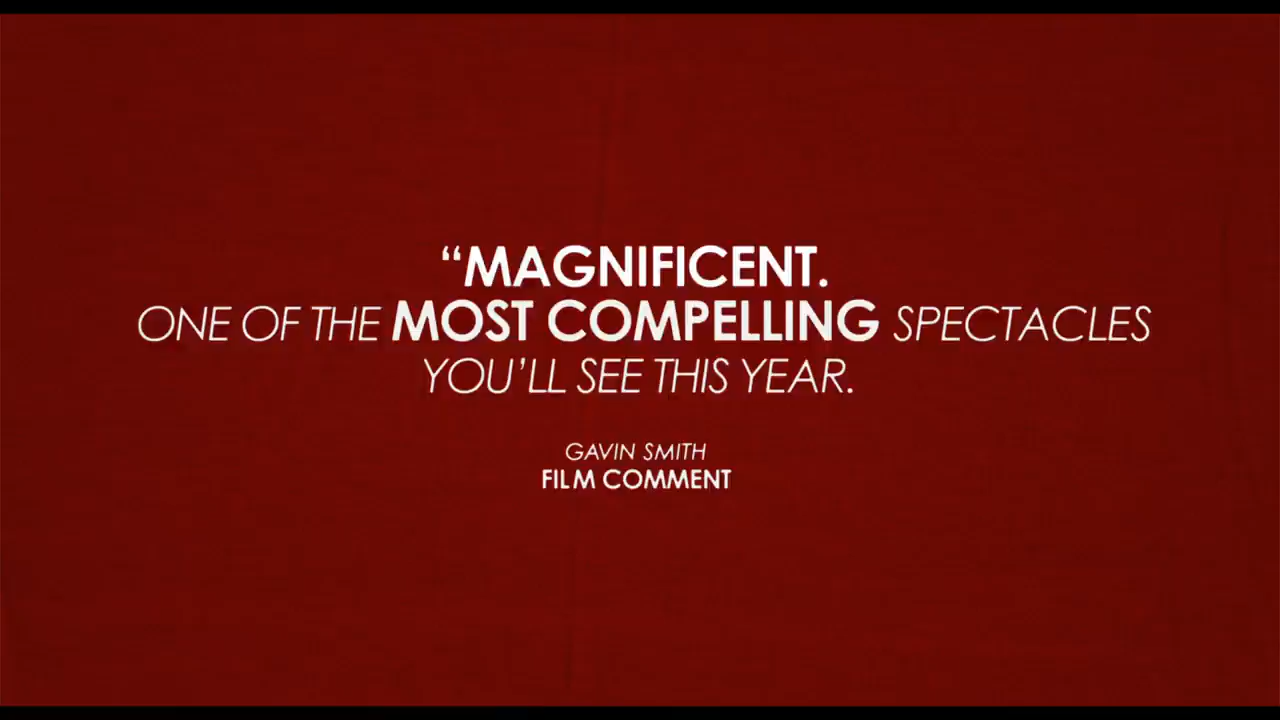 “MAGNIFICENT.
ONE OF THE MOST COMPELLING SPECTACLES
YOU’LL SEE THIS YEAR.
GAVIN SMITH
FILM COMMENT